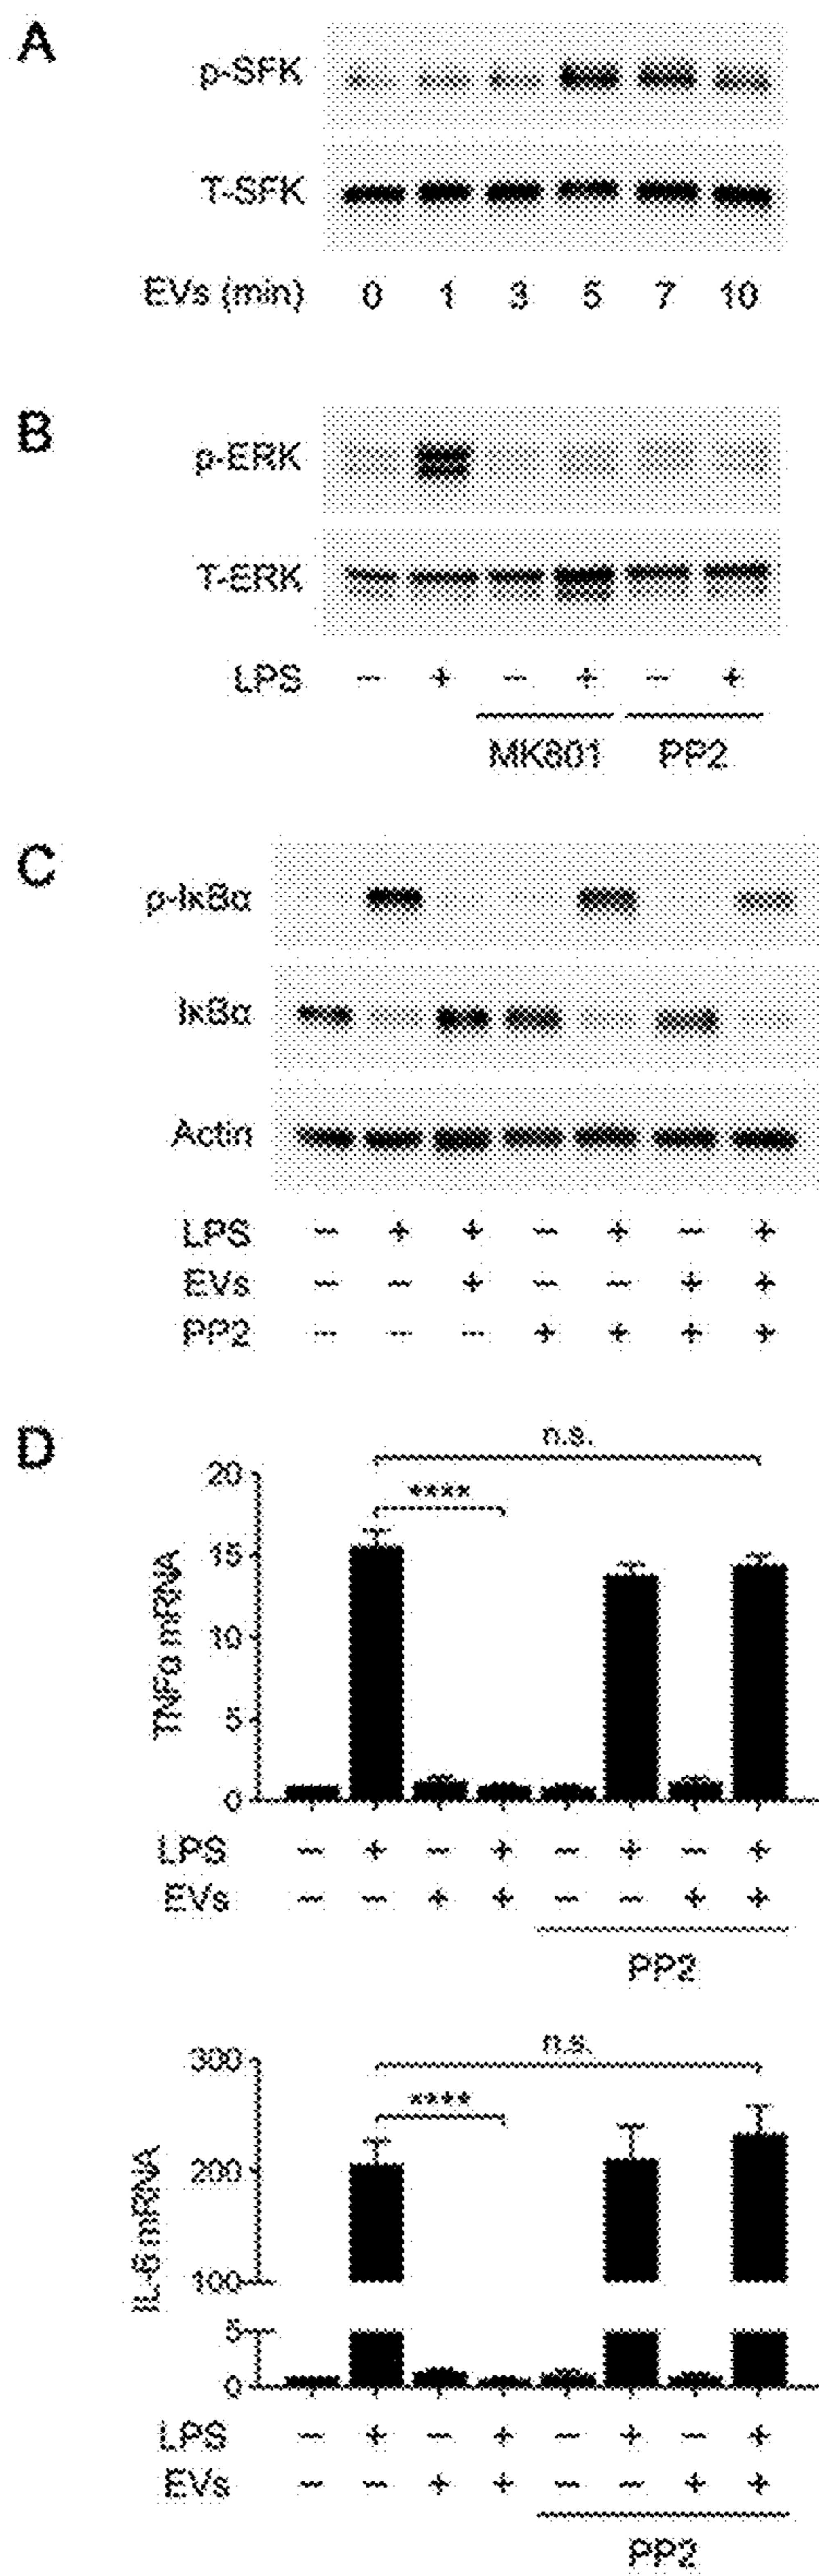 A
p-SFK
T-SFK
EVs (min) 0 1 3 5 7 10
B
p-ERK
T-ERK
LPS − + − + − +
MK801 PP2
C
p-IκBα
IκBα
Actin
LPS − + + − + − +
EVs − − + − − + +
PP2 − − − + + + +
D
n.s.
****
20
15
10
5
0
TNFα mRNA
LPS − + − + − + − +
EVs − − + + − − + +
PP2
n.s.
****
300
200
100
5
0
IL-6 mRNA
LPS − + − + − + − +
EVs − − + + − − + +
PP2